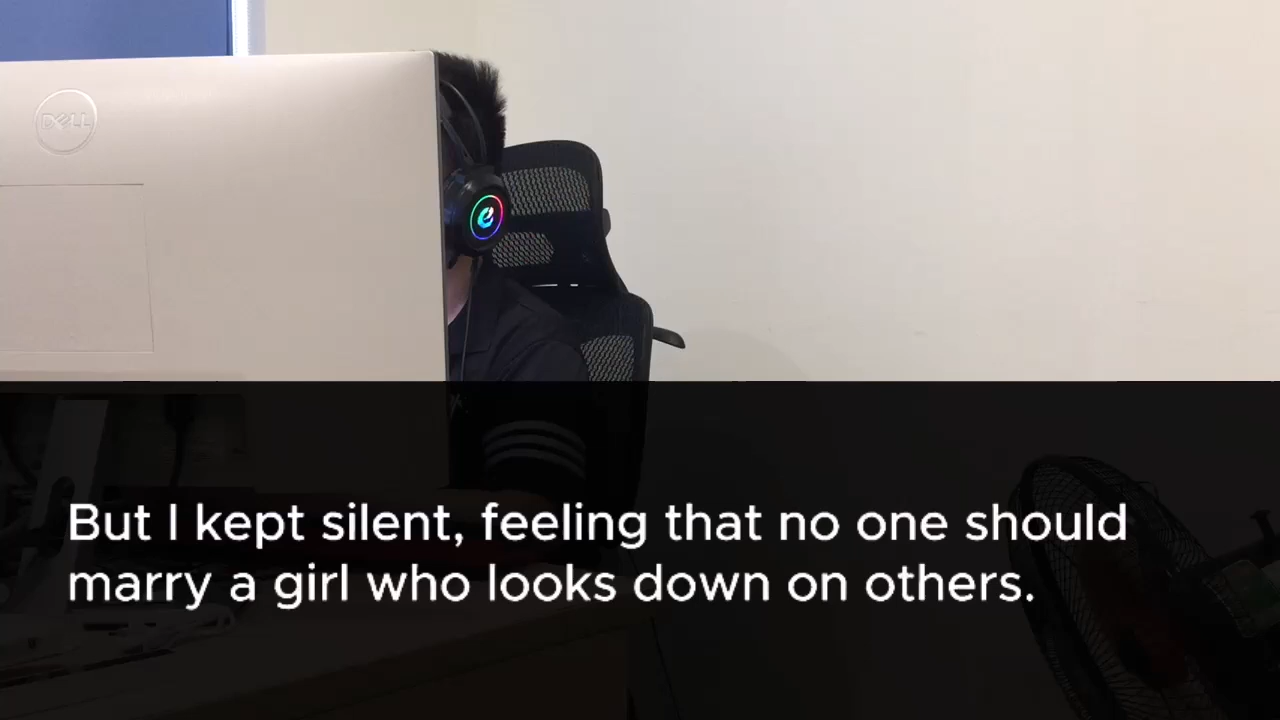 DELL
But I kept silent, feeling that no one should
marry a girl who looks down on others.